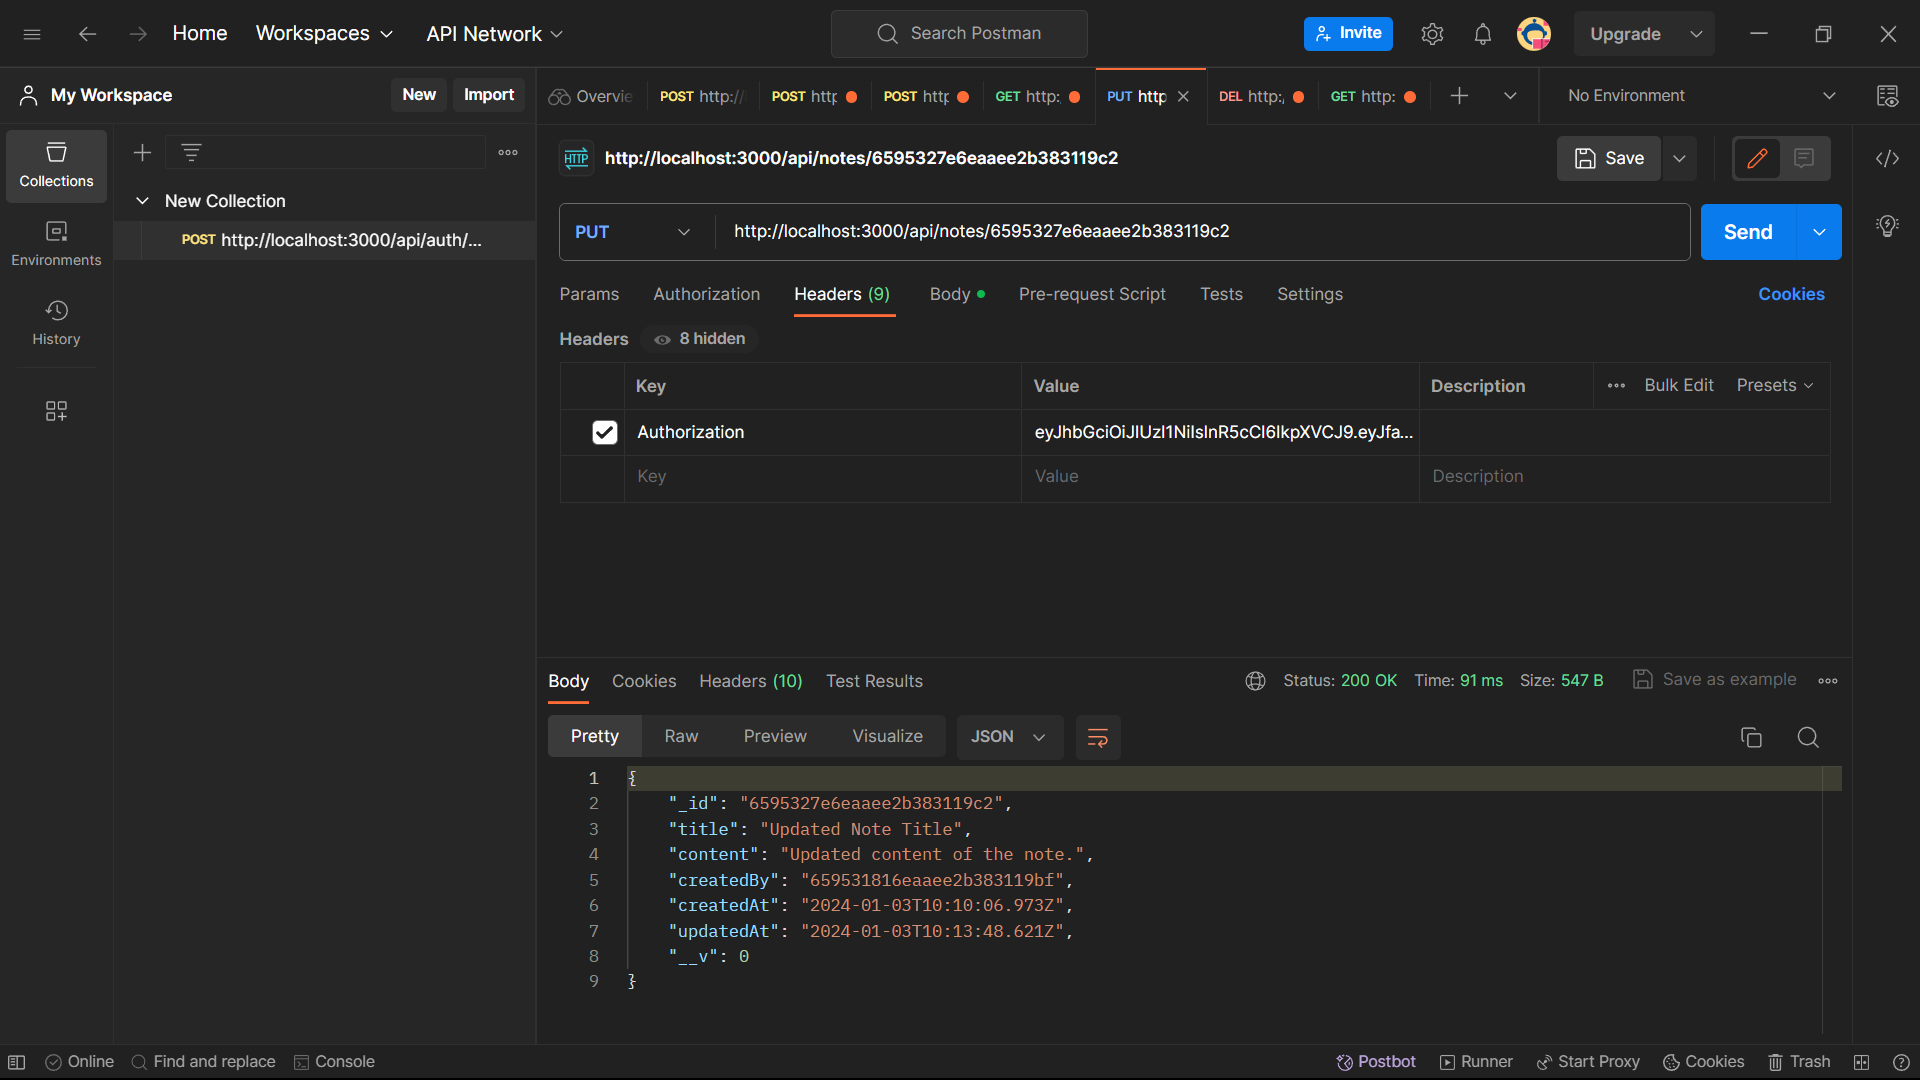 Home Workspaces API Network Search Postman Invite Upgrade
My Workspace New Import
Overvie POST http:/ POST http POST http GET http: PUT http DEL http: GET http: No Environment
Collections
Environments
History
New Collection
POST http://localhost:3000/api/auth/...
HTTP http://localhost:3000/api/notes/6595327e6eaaee2b383119c2 Save
PUT http://localhost:3000/api/notes/6595327e6eaaee2b383119c2 Send
Params Authorization Headers (9) Body Pre-request Script Tests Settings Cookies
Headers 8 hidden
Key Value Description Bulk Edit Presets
Authorization eyJhbGciOiJIUzI1NiIsInR5cCI6IkpXVCJ9.eyJfa...
Key Value Description
Body Cookies Headers (10) Test Results Status: 200 OK Time: 91 ms Size: 547 B Save as example
Pretty Raw Preview Visualize JSON
1 {
2 "_id": "6595327e6eaaee2b383119c2",
3 "title": "Updated Note Title",
4 "content": "Updated content of the note.",
5 "createdBy": "659531816eaaee2b383119bf",
6 "createdAt": "2024-01-03T10:10:06.973Z",
7 "updatedAt": "2024-01-03T10:13:48.621Z",
8 "__v": 0
9 }
Online Find and replace Console Postbot Runner Start Proxy Cookies Trash